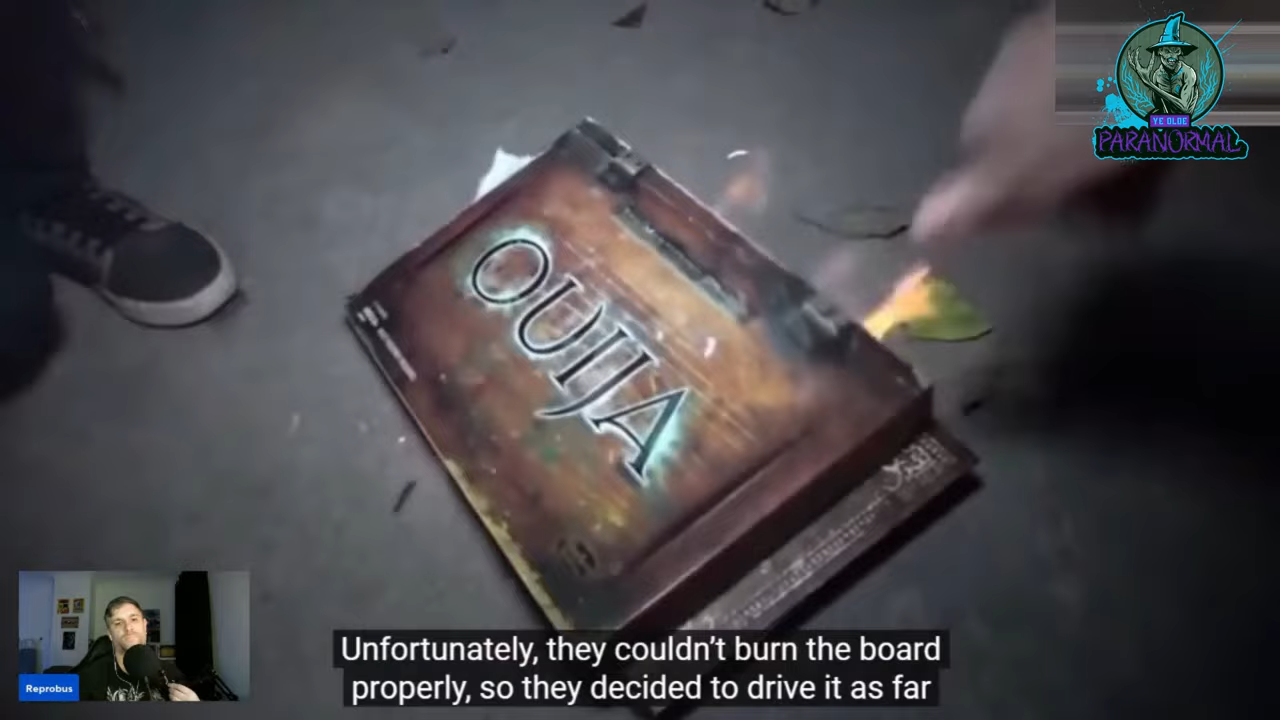 YE OLDE
PARANORMAL
OUIJA
Reprobus
Unfortunately, they couldn’t burn the board
properly, so they decided to drive it as far